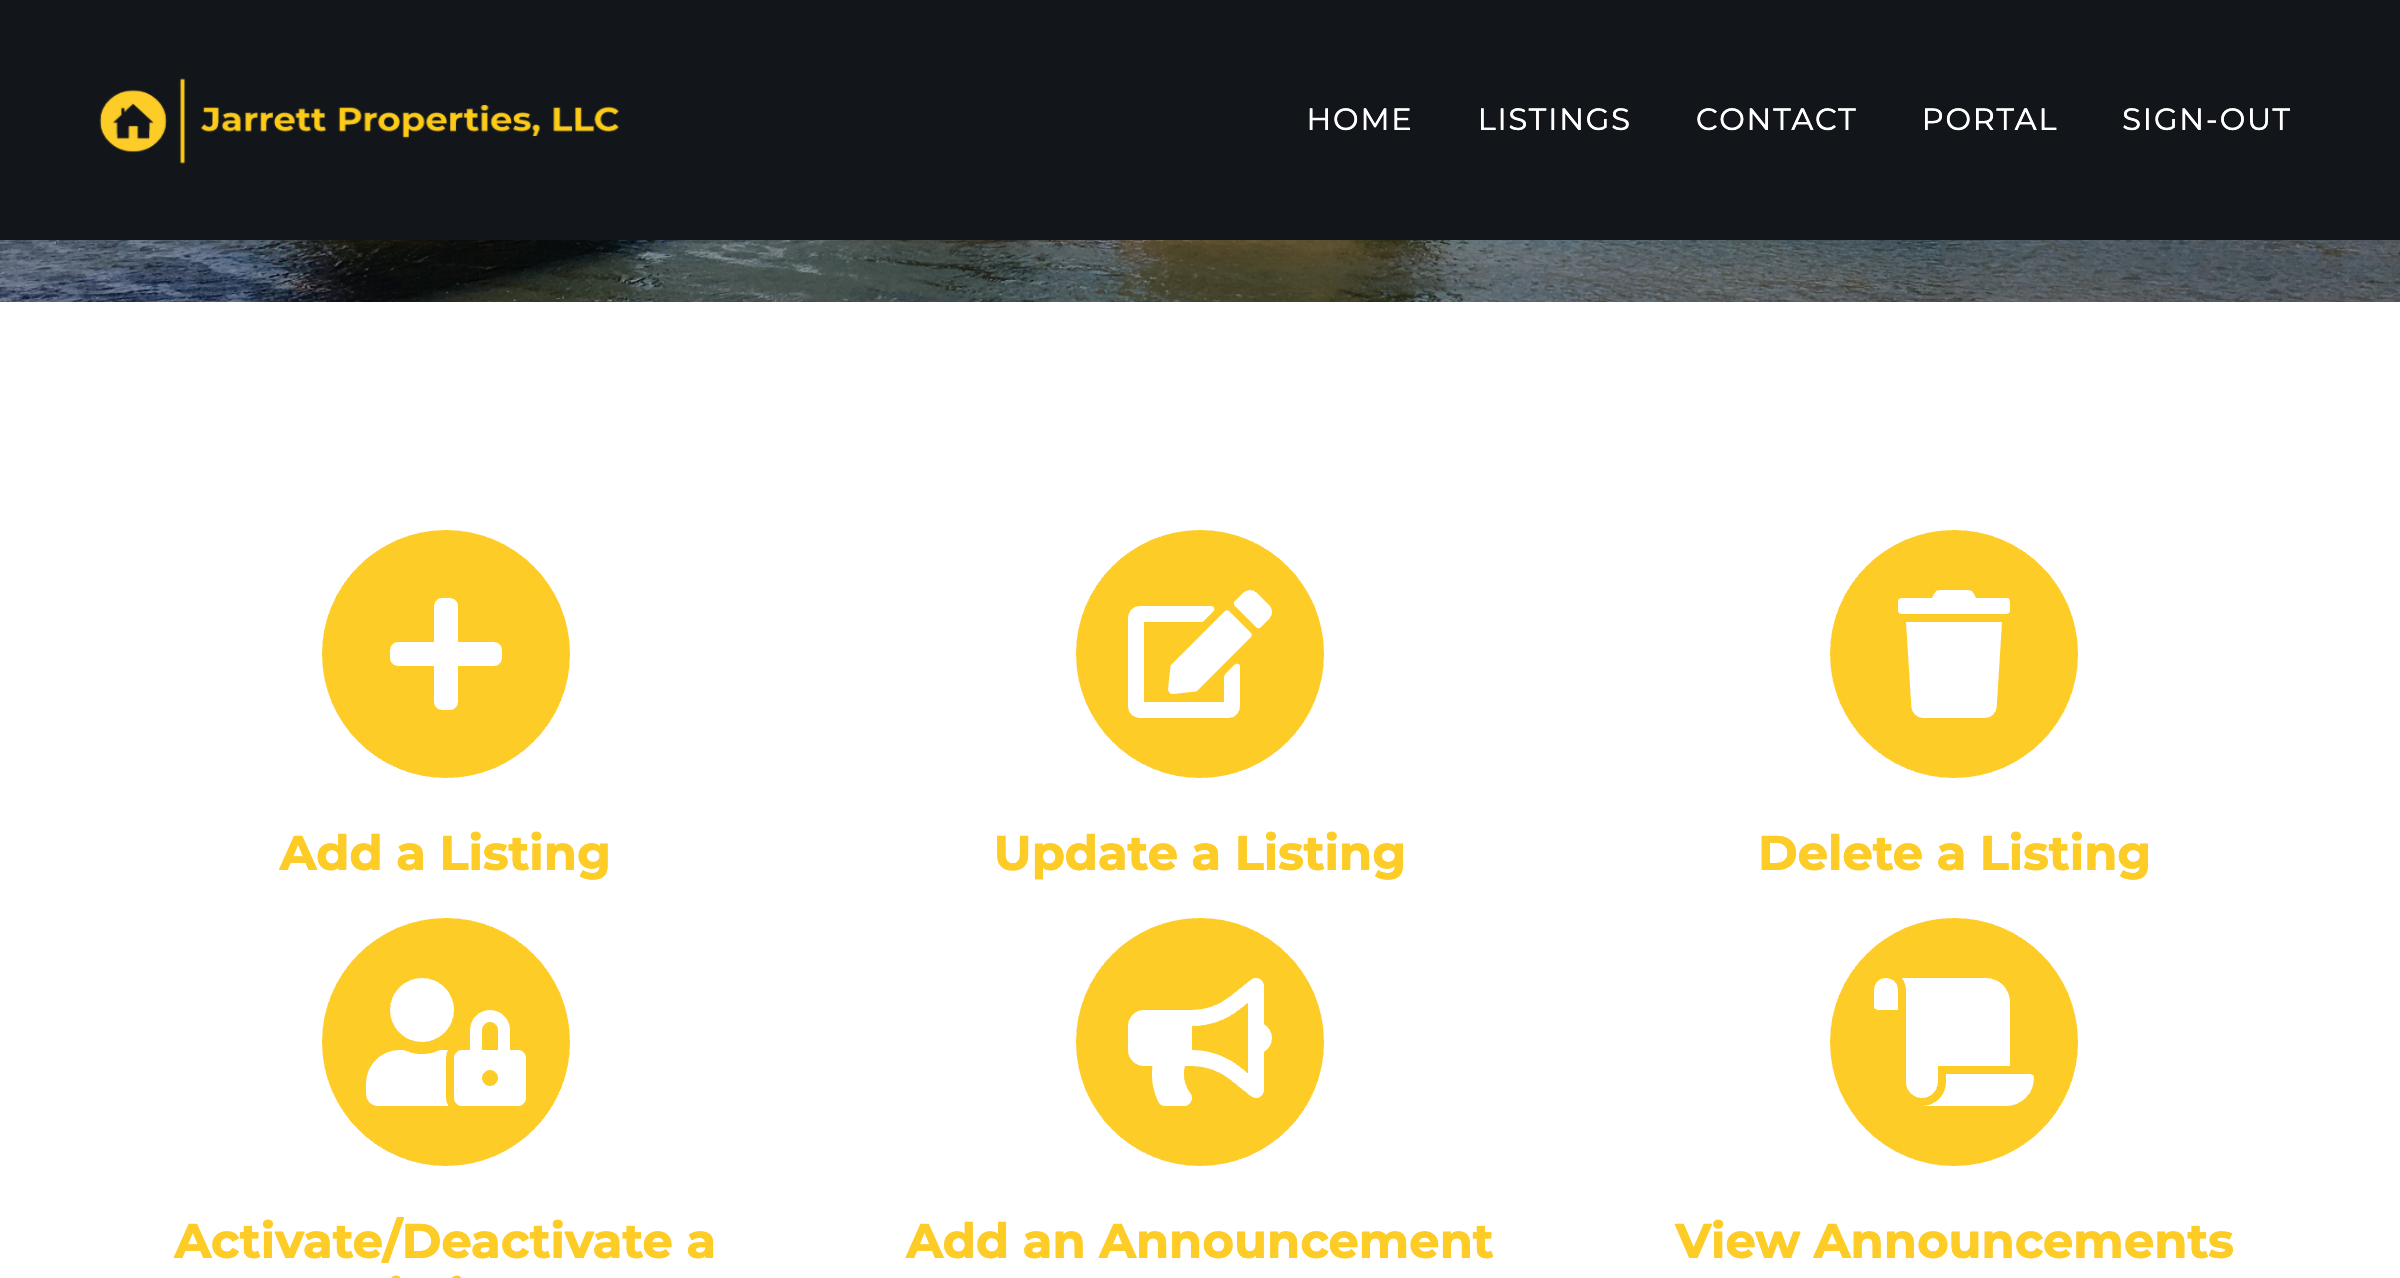 Jarrett Properties, LLC
HOME LISTINGS CONTACT PORTAL SIGN-OUT
Add a Listing
Update a Listing
Delete a Listing
Activate/Deactivate a
Add an Announcement
View Announcements